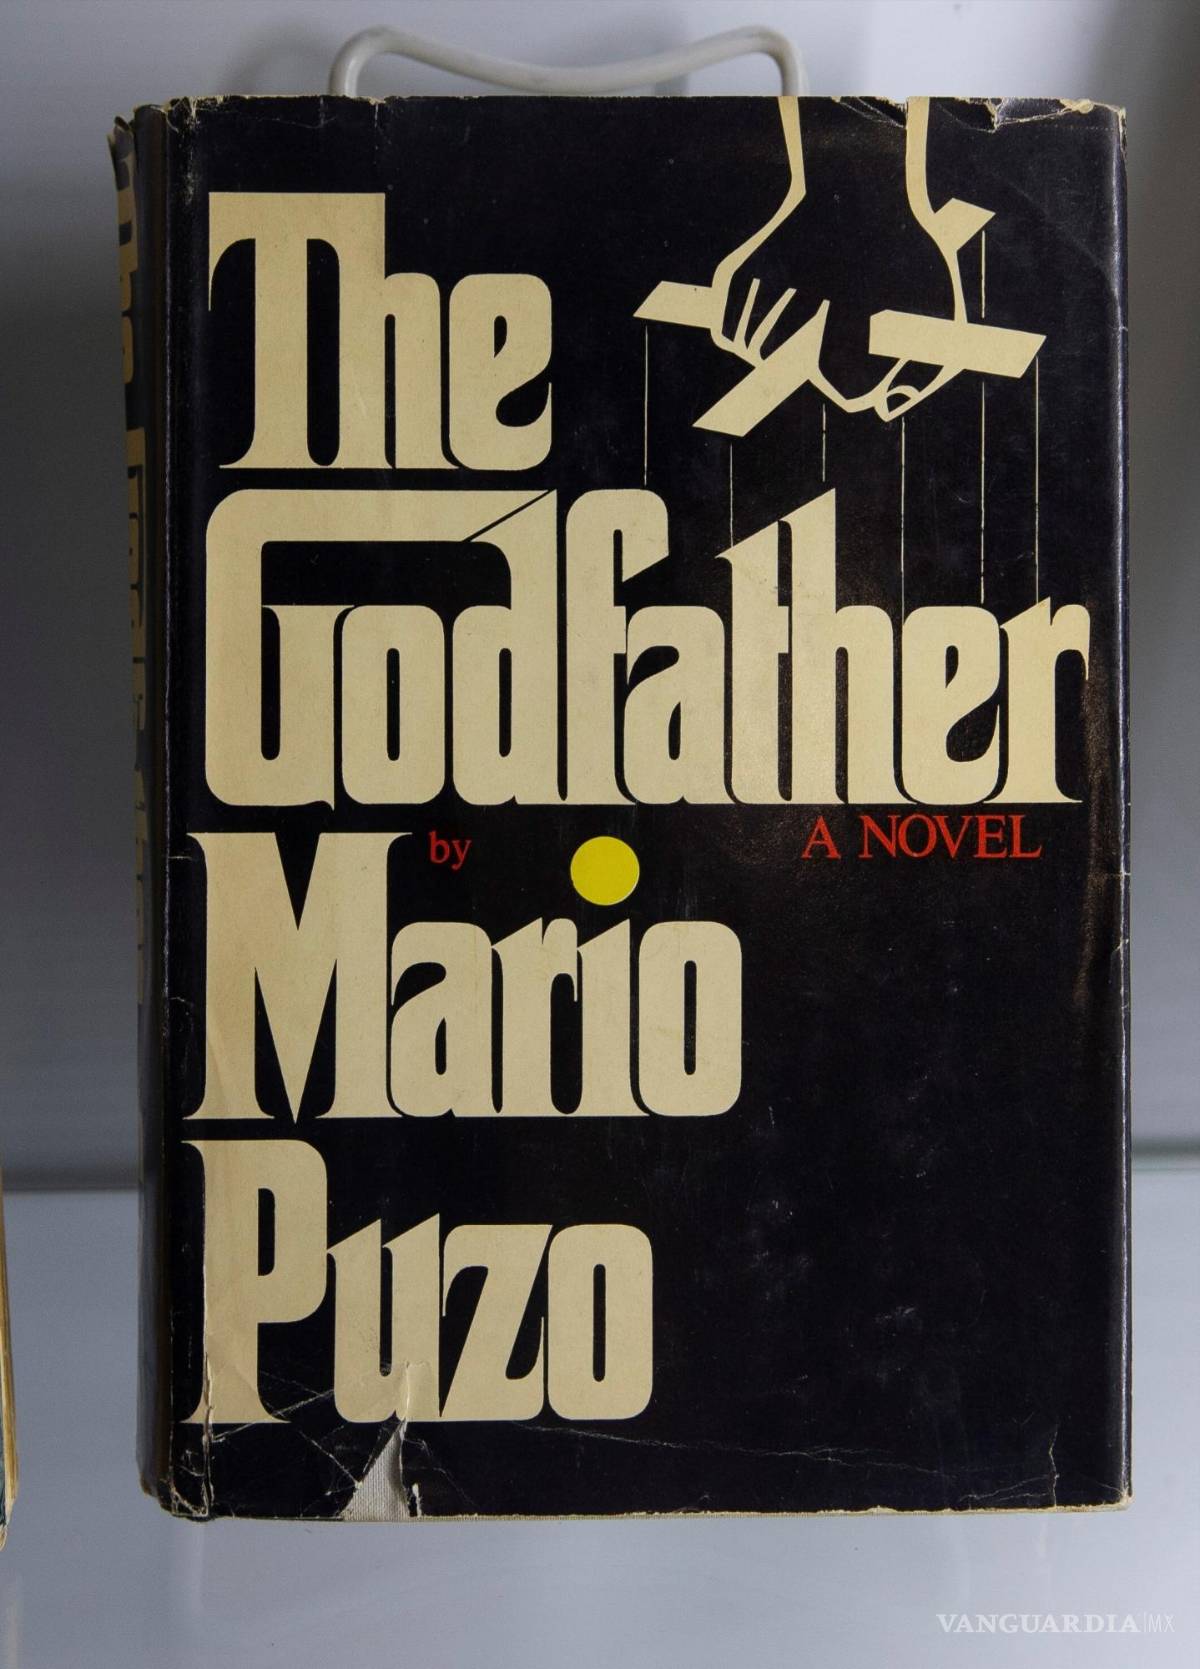 The
Godfather
by
A NOVEL
Mario
Puzo
VANGUARDIA|MX